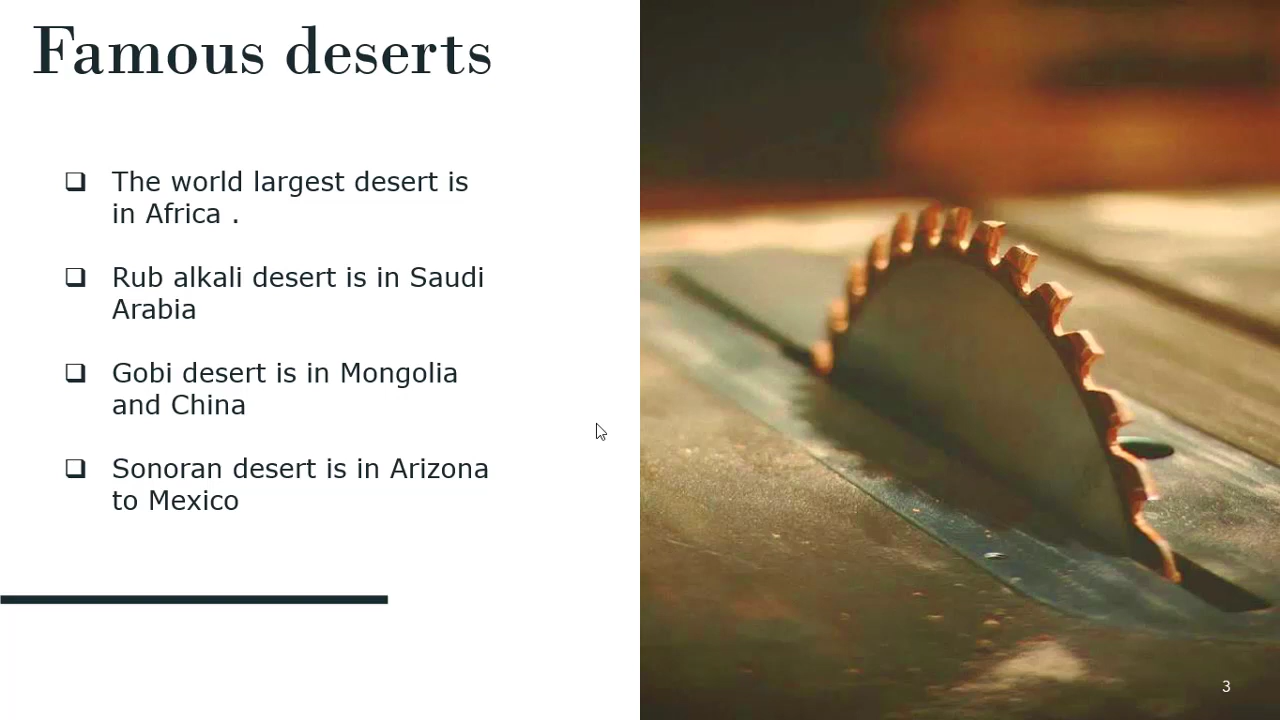 Famous deserts
The world largest desert is
in Africa .
Rub alkali desert is in Saudi
Arabia
Gobi desert is in Mongolia
and China
Sonoran desert is in Arizona
to Mexico
3